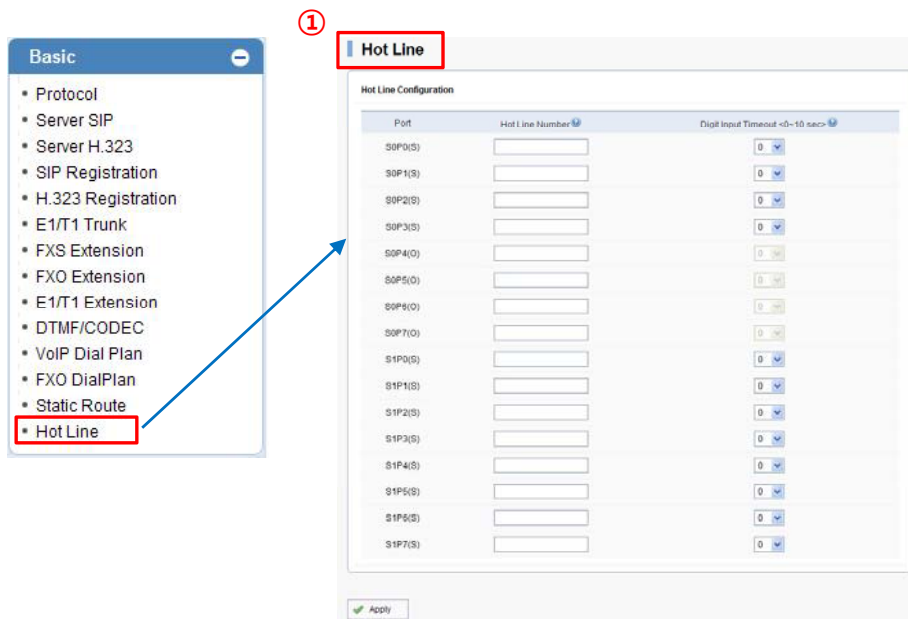 ①
Basic
Protocol
Server SIP
Server H.323
SIP Registration
H.323 Registration
E1/T1 Trunk
FXS Extension
FXO Extension
E1/T1 Extension
DTMF/CODEC
VoIP Dial Plan
FXO DialPlan
Static Route
Hot Line
Hot Line
Hot Line Configuration
Port Hot Line Number Digit Input Timeout <0~10 sec>
S0P0(S) 0
S0P1(S) 0
S0P2(S) 0
S0P3(S) 0
S0P4(O) 0
S0P5(O) 0
S0P6(O) 0
S0P7(O) 0
S1P0(S) 0
S1P1(S) 0
S1P2(S) 0
S1P3(S) 0
S1P4(S) 0
S1P5(S) 0
S1P6(S) 0
S1P7(S) 0
Apply